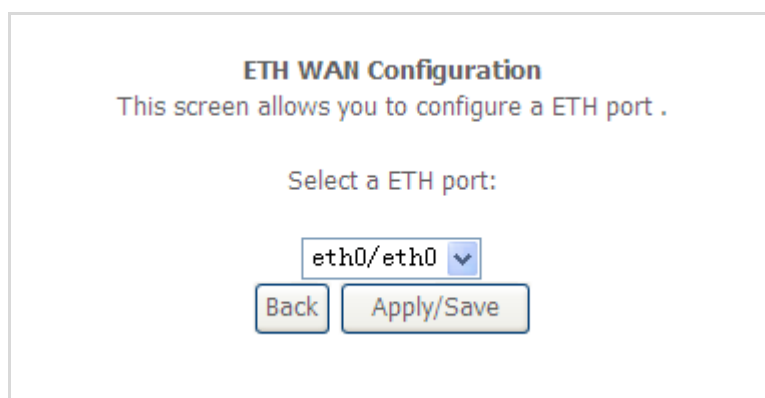 ETH WAN Configuration
This screen allows you to configure a ETH port .
Select a ETH port:
eth0/eth0
Back Apply/Save